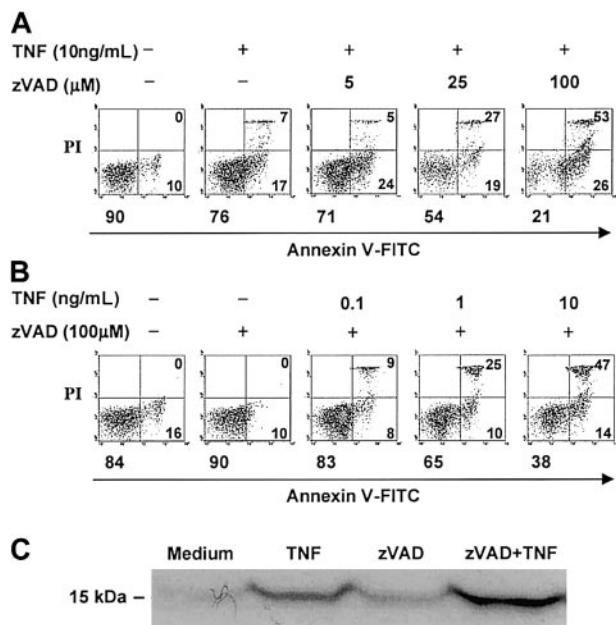 A
TNF (10ng/mL) – + + + +
zVAD (μM) – – 5 25 100
PI 0 7 5 27 53
10 17 24 19 26
90 76 71 54 21
Annexin V-FITC
B
TNF (ng/mL) – – 0.1 1 10
zVAD (100μM) – + + + +
PI 0 0 9 25 47
16 10 8 10 14
84 90 83 65 38
Annexin V-FITC
C
Medium TNF zVAD zVAD+TNF
15 kDa –